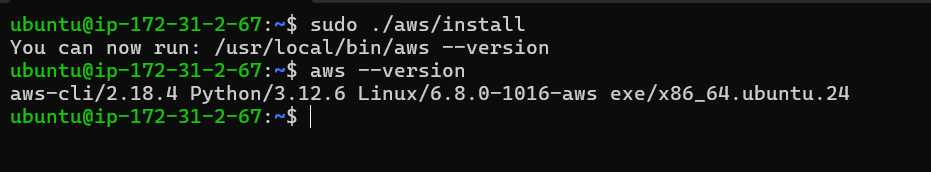 ubuntu@ip-172-31-2-67:~$ sudo ./aws/install
You can now run: /usr/local/bin/aws --version
ubuntu@ip-172-31-2-67:~$ aws --version
aws-cli/2.18.4 Python/3.12.6 Linux/6.8.0-1016-aws exe/x86_64.ubuntu.24
ubuntu@ip-172-31-2-67:~$